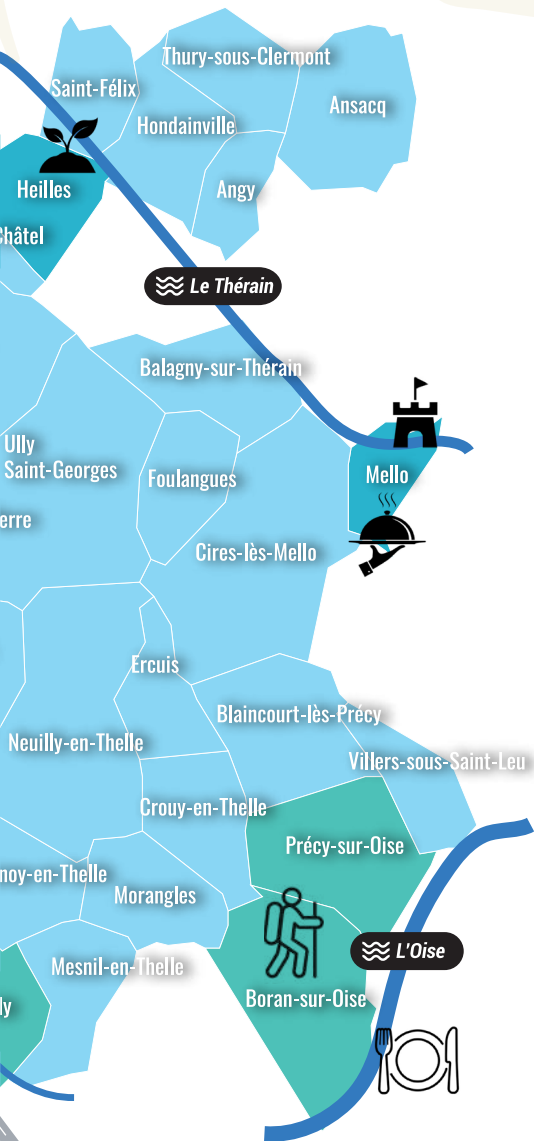 Thury-sous-Clermont
Saint-Félix
Ansacq
Hondainville
Heilles
Angy
Châtel
Le Thérain
Balagny-sur-Thérain
Ully
Saint-Georges
Foulangues
Mello
erre
Cires-lès-Mello
Ercuis
Blaincourt-lès-Précy
Neuilly-en-Thelle
Villers-sous-Saint-Leu
Crouy-en-Thelle
Précy-sur-Oise
noy-en-Thelle
Morangles
L'Oise
Mesnil-en-Thelle
Boran-sur-Oise
ly